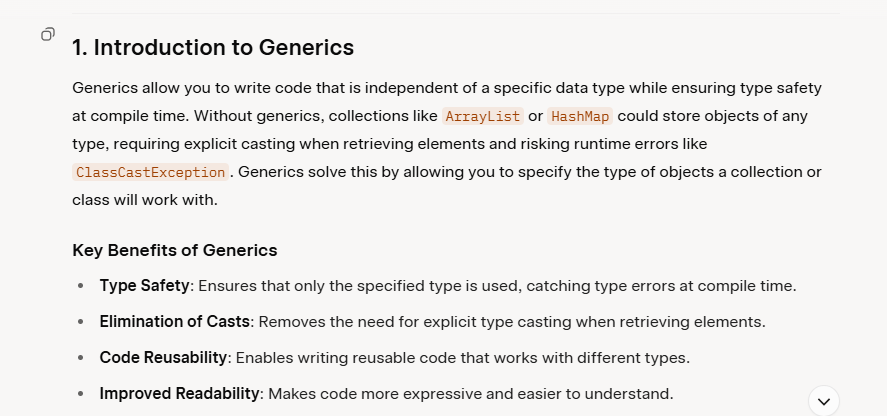 1. Introduction to Generics
Generics allow you to write code that is independent of a specific data type while ensuring type safety
at compile time. Without generics, collections like ArrayList or HashMap could store objects of any
type, requiring explicit casting when retrieving elements and risking runtime errors like
ClassCastException. Generics solve this by allowing you to specify the type of objects a collection or
class will work with.
Key Benefits of Generics
• Type Safety: Ensures that only the specified type is used, catching type errors at compile time.
• Elimination of Casts: Removes the need for explicit type casting when retrieving elements.
• Code Reusability: Enables writing reusable code that works with different types.
• Improved Readability: Makes code more expressive and easier to understand.